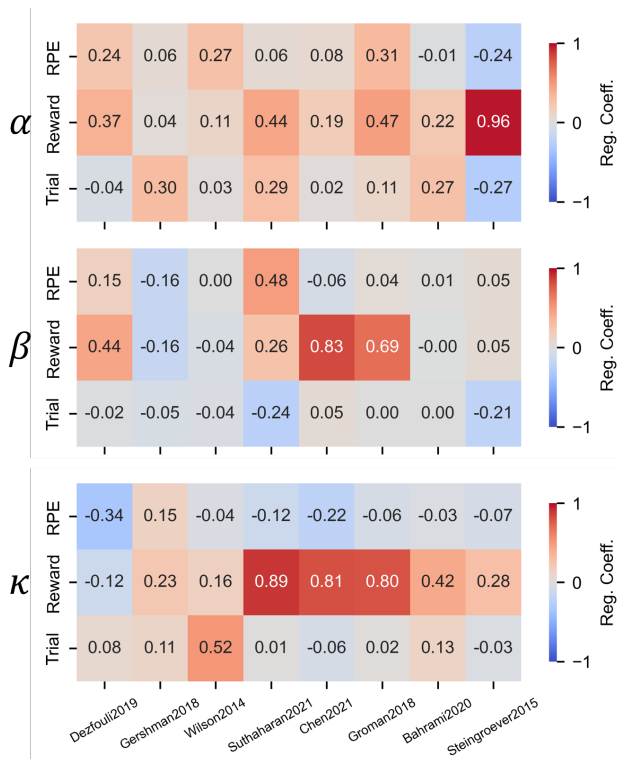 α
RPE 0.24 0.06 0.27 0.06 0.08 0.31 -0.01 -0.24
Reward 0.37 0.04 0.11 0.44 0.19 0.47 0.22 0.96
Trial -0.04 0.30 0.03 0.29 0.02 0.11 0.27 -0.27
1
0
−1
Reg. Coeff.
β
RPE 0.15 -0.16 0.00 0.48 -0.06 0.04 0.01 0.05
Reward 0.44 -0.16 -0.04 0.26 0.83 0.69 -0.00 0.05
Trial -0.02 -0.05 -0.04 -0.24 0.05 0.00 0.00 -0.21
1
0
−1
Reg. Coeff.
κ
RPE -0.34 0.15 -0.04 -0.12 -0.22 -0.06 -0.03 -0.07
Reward -0.12 0.23 0.16 0.89 0.81 0.80 0.42 0.28
Trial 0.08 0.11 0.52 0.01 -0.06 0.02 0.13 -0.03
1
0
−1
Reg. Coeff.
Dezfouli2019 Gershman2018 Wilson2014 Suthaharan2021 Chen2021 Groman2018 Bahrami2020 Steingroever2015